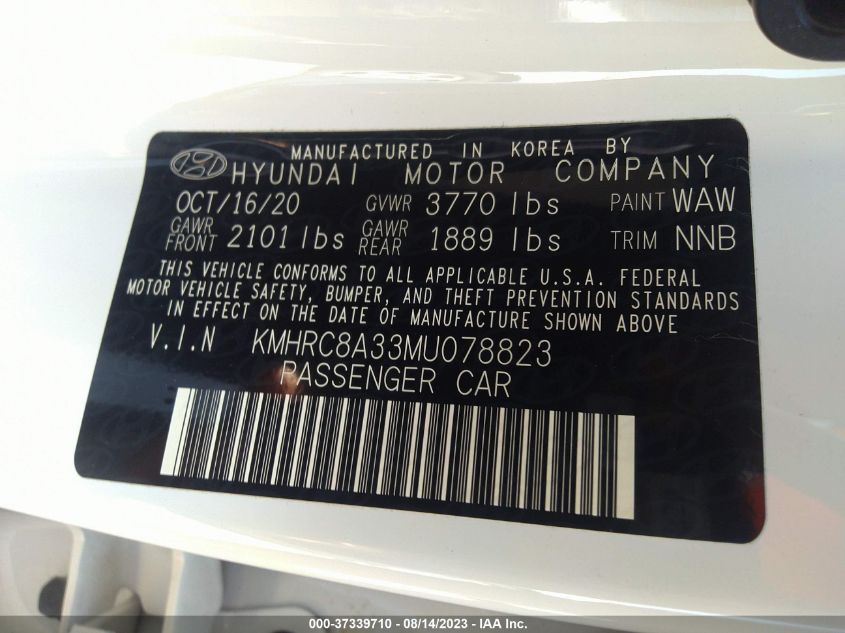 MANUFACTURED IN KOREA BY
HYUNDAI MOTOR COMPANY
OCT/16/20 GVWR 3770 lbs PAINT WAW
GAWR FRONT 2101 lbs GAWR REAR 1889 lbs TRIM NNB
THIS VEHICLE CONFORMS TO ALL APPLICABLE U.S.A. FEDERAL
MOTOR VEHICLE SAFETY, BUMPER, AND THEFT PREVENTION STANDARDS
IN EFFECT ON THE DATE OF MANUFACTURE SHOWN ABOVE
V.I.N KMHRC8A33MU078823
PASSENGER CAR
000-37339710 - 08/14/2023 - IAA Inc.